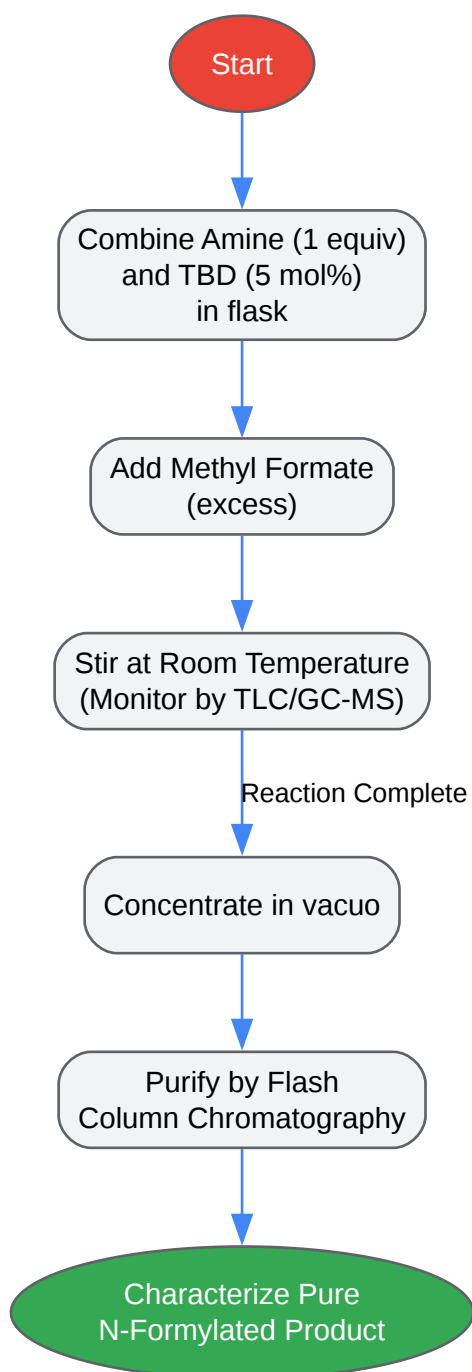 Start
Combine Amine (1 equiv)
and TBD (5 mol%)
in flask
Add Methyl Formate
(excess)
Stir at Room Temperature
(Monitor by TLC/GC-MS)
Reaction Complete
Concentrate in vacuo
Purify by Flash
Column Chromatography
Characterize Pure
N-Formylated Product